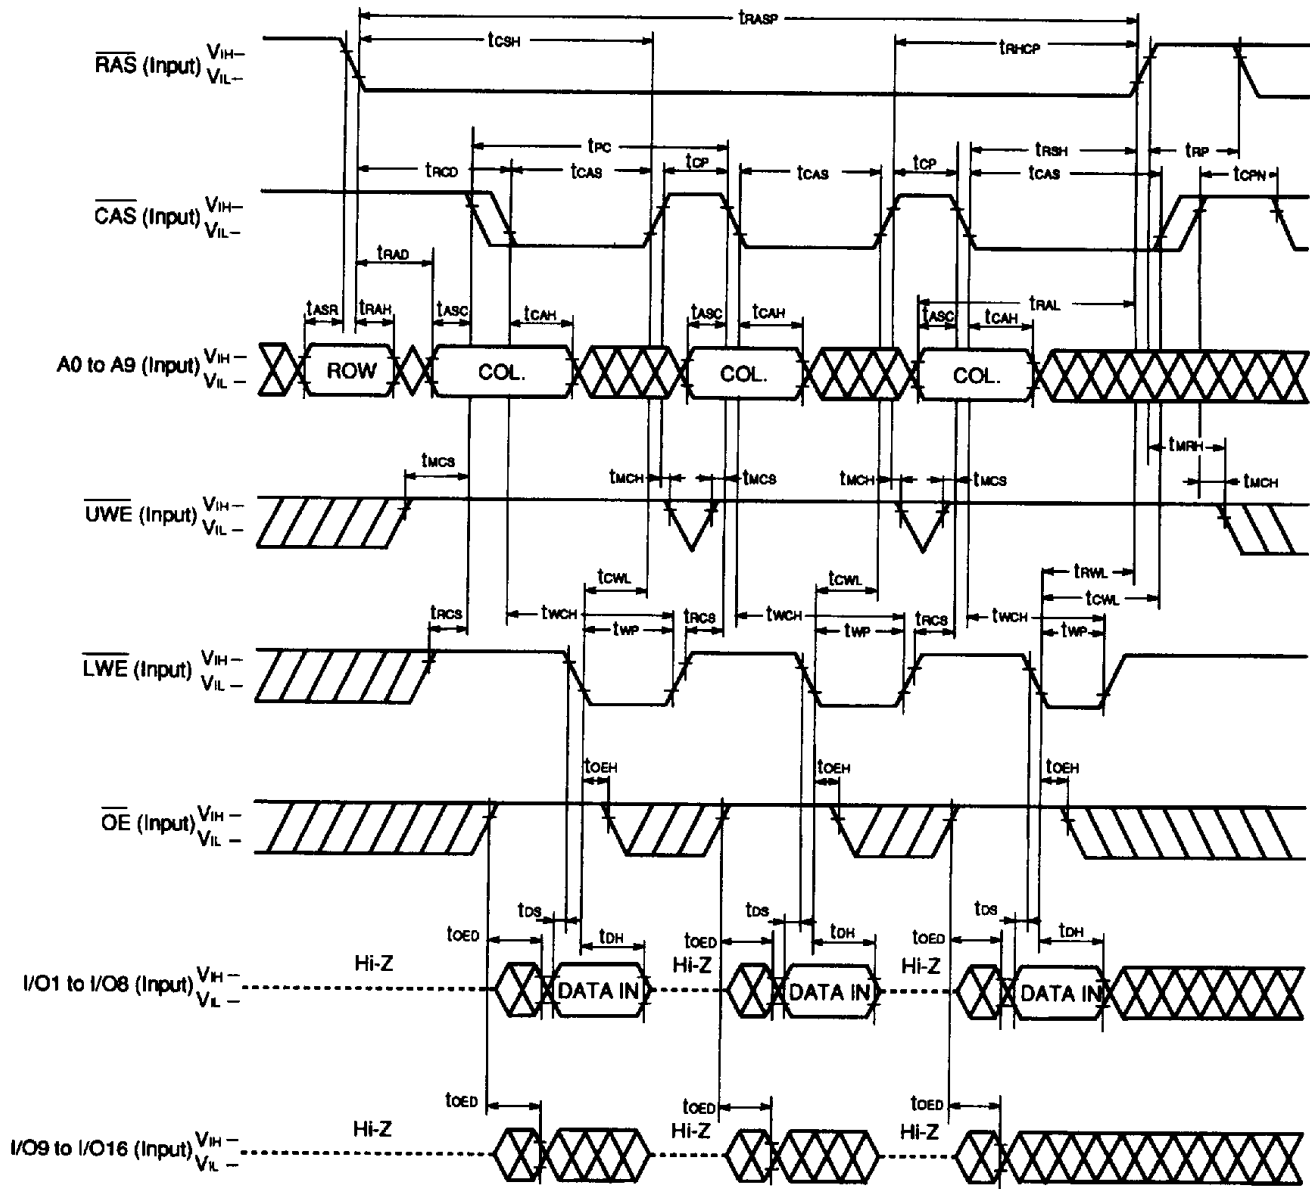 tRASP
tCSH
tRHCP
RAS (Input) VIH–
VIL–
tPC
tRCD
tCAS
tCP
tCAS
tCP
tRSH
tCAS
tRP
tCPN
CAS (Input) VIH–
VIL–
tRAD
tRAL
tASR
tRAH
tASC
tCAH
tASC
tCAH
tASC
tCAH
A0 to A9 (Input) VIH–
VIL–
ROW
COL.
COL.
COL.
tMRH
tMCS
tMCH
tMCS
tMCH
tMCS
tMCH
UWE (Input) VIH–
VIL–
tCWL
tCWL
tRWL
tCWL
tRCS
tWCH
tWP
tRCS
tWCH
tWP
tRCS
tWCH
tWP
LWE (Input) VIH–
VIL–
tOEH
tOEH
tOEH
OE (Input) VIH–
VIL–
tDS
tDS
tDS
tOED
tDH
tOED
tDH
tOED
tDH
I/O1 to I/O8 (Input) VIH–
VIL–
Hi-Z
DATA IN
Hi-Z
DATA IN
Hi-Z
DATA IN
tOED
tOED
tOED
I/O9 to I/O16 (Input) VIH–
VIL–
Hi-Z
Hi-Z
Hi-Z